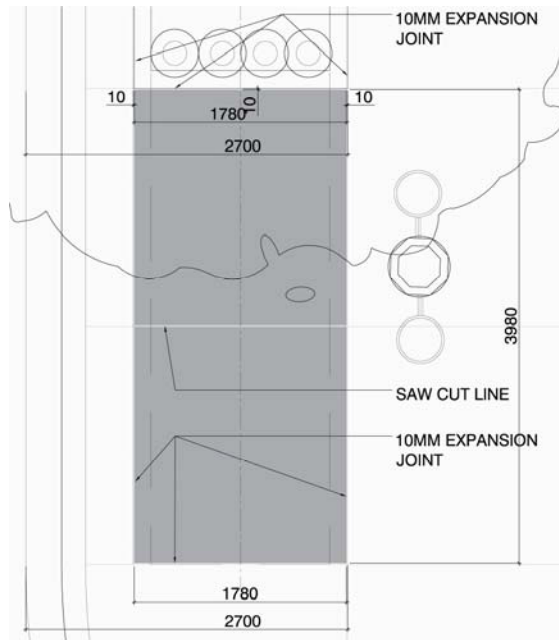 10MM EXPANSION
JOINT
10
10
10
1780
2700
3980
SAW CUT LINE
10MM EXPANSION
JOINT
1780
2700